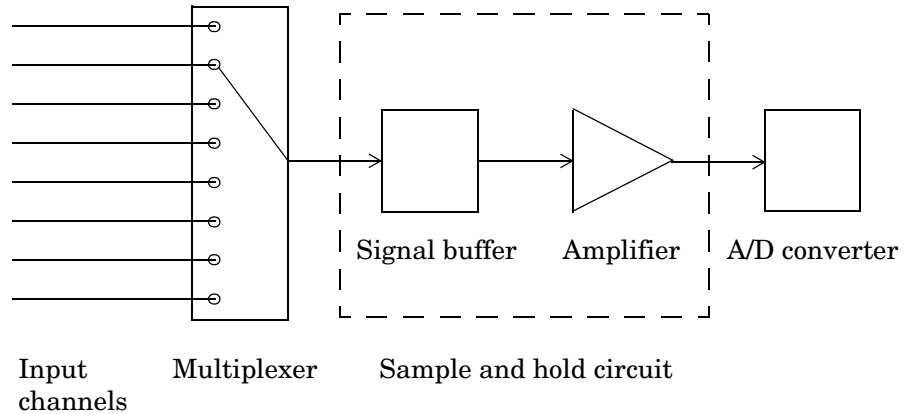 Signal buffer
Amplifier
A/D converter
Input
channels
Multiplexer
Sample and hold circuit